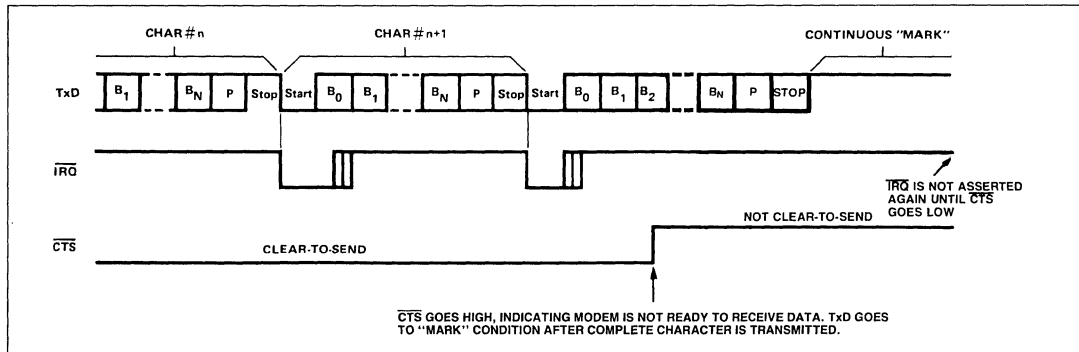 CHAR #n CHAR #n+1 CONTINUOUS "MARK"
TxD B1 BN P Stop Start B0 B1 BN P Stop Start B0 B1 B2 BN P STOP
IRQ
IRQ IS NOT ASSERTED
AGAIN UNTIL CTS
GOES LOW
NOT CLEAR-TO-SEND
CTS CLEAR-TO-SEND
CTS GOES HIGH, INDICATING MODEM IS NOT READY TO RECEIVE DATA. TxD GOES
TO "MARK" CONDITION AFTER COMPLETE CHARACTER IS TRANSMITTED.